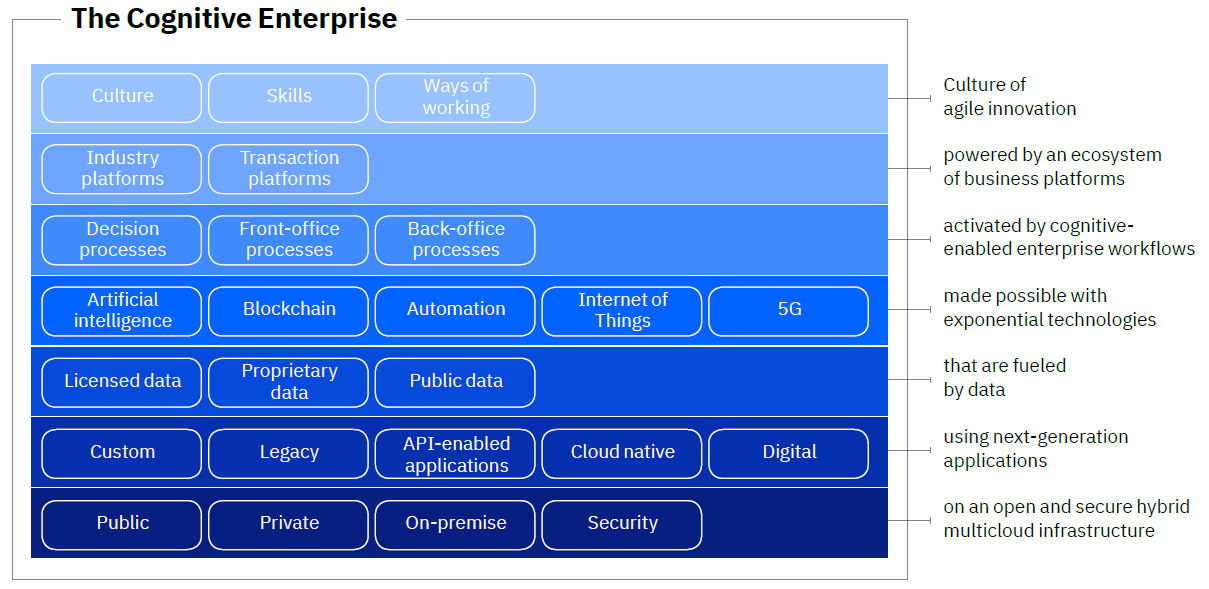 The Cognitive Enterprise
Culture
Skills
Ways of
working
Culture of
agile innovation
Industry
platforms
Transaction
platforms
powered by an ecosystem
of business platforms
Decision
processes
Front-office
processes
Back-office
processes
activated by cognitive-
enabled enterprise workflows
Artificial
intelligence
Blockchain
Automation
Internet of
Things
5G
made possible with
exponential technologies
Licensed data
Proprietary
data
Public data
that are fueled
by data
Custom
Legacy
API-enabled
applications
Cloud native
Digital
using next-generation
applications
Public
Private
On-premise
Security
on an open and secure hybrid
multicloud infrastructure